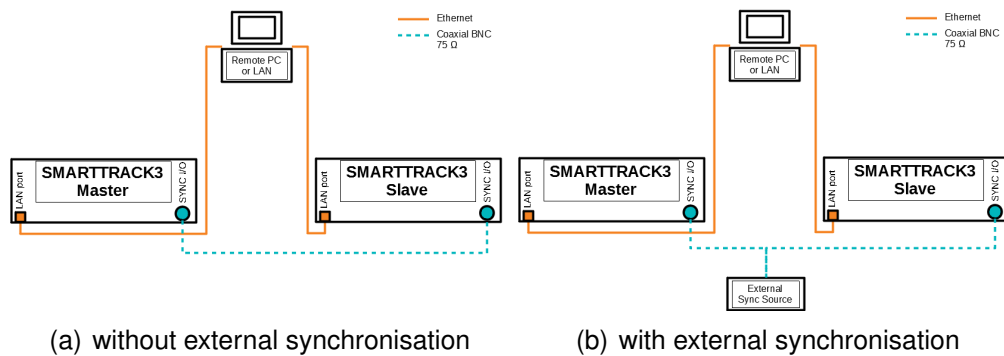 Ethernet
Coaxial BNC
75 Ω
Remote PC
or LAN
LAN port
SMARTTRACK3
Master
SYNC I/O
LAN port
SMARTTRACK3
Slave
SYNC I/O
(a) without external synchronisation
Ethernet
Coaxial BNC
75 Ω
Remote PC
or LAN
LAN port
SMARTTRACK3
Master
SYNC I/O
LAN port
SMARTTRACK3
Slave
SYNC I/O
External
Sync Source
(b) with external synchronisation